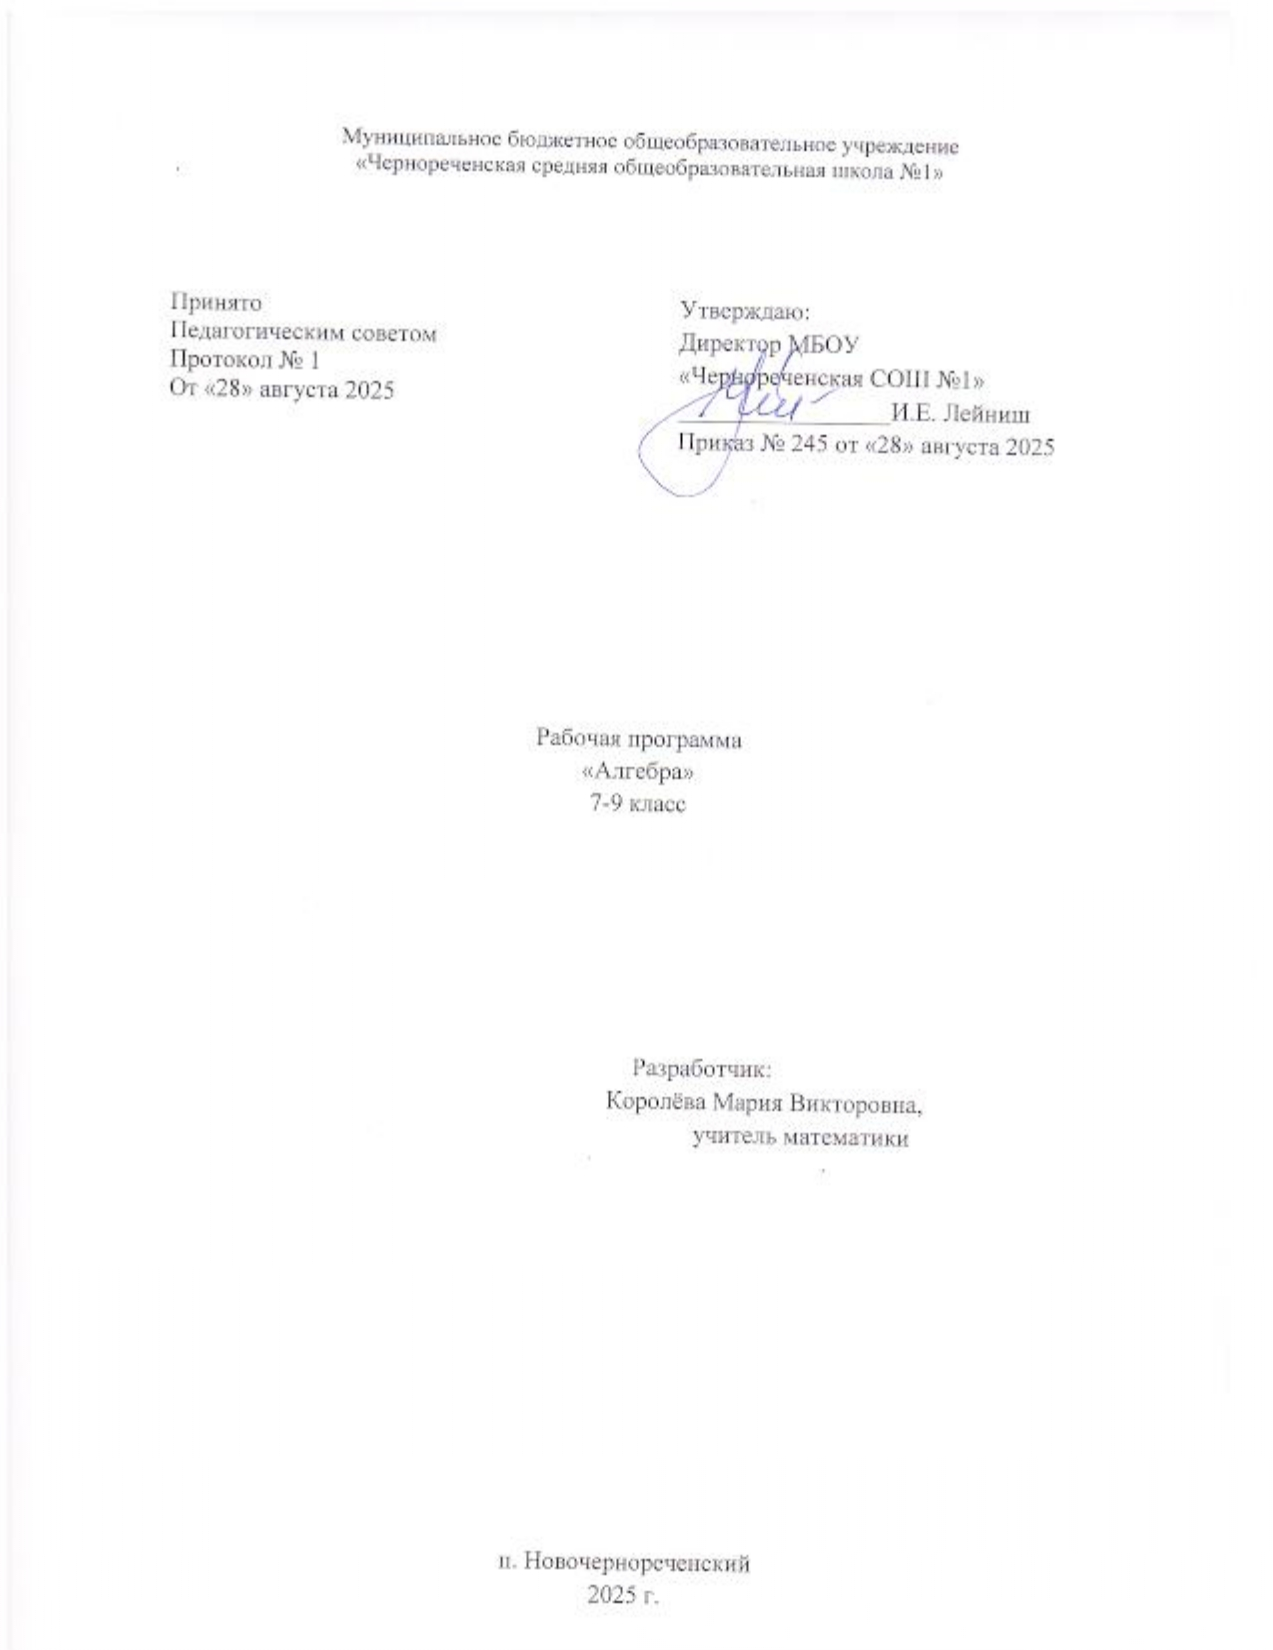 Муниципальное бюджетное общеобразовательное учреждение
«Чернореченская средняя общеобразовательная школа №1»
Принято
Педагогическим советом
Протокол № 1
От «28» августа 2025
Утверждаю:
Директор МБОУ
«Чернореченская СОШ №1»
И.Е. Лейниш
Приказ № 245 от «28» августа 2025
Рабочая программа
«Алгебра»
7-9 класс
Разработчик:
Королёва Мария Викторовна,
учитель математики
п. Новочернореченский
2025 г.